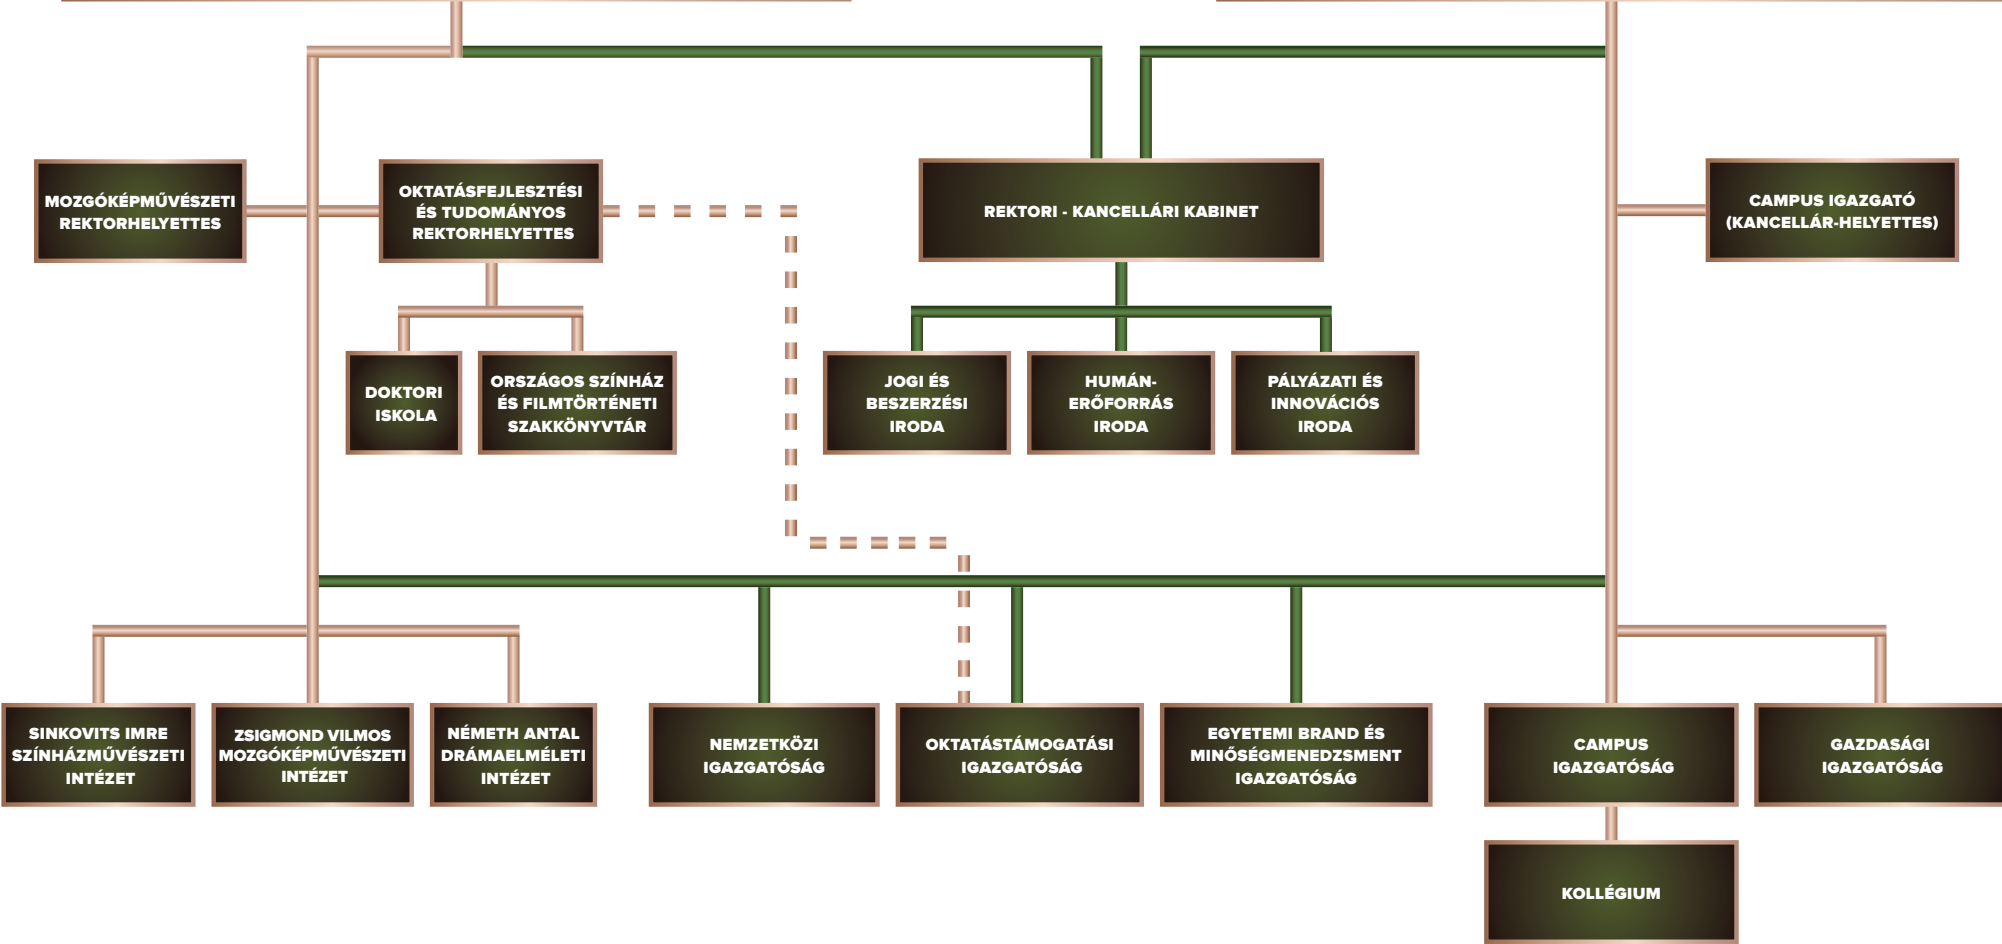 MOZGÓKÉPMŰVÉSZETI
REKTORHELYETTES
OKTATÁSFEJLESZTÉSI
ÉS TUDOMÁNYOS
REKTORHELYETTES
REKTORI - KANCELLÁRI KABINET
CAMPUS IGAZGATÓ
(KANCELLÁR-HELYETTES)
DOKTORI
ISKOLA
ORSZÁGOS SZÍNHÁZ
ÉS FILMTÖRTÉNETI
SZAKKÖNYVTÁR
JOGI ÉS
BESZERZÉSI
IRODA
HUMÁN-
ERŐFORRÁS
IRODA
PÁLYÁZATI ÉS
INNOVÁCIÓS
IRODA
SINKOVITS IMRE
SZÍNHÁZMŰVÉSZETI
INTÉZET
ZSIGMOND VILMOS
MOZGÓKÉPMŰVÉSZETI
INTÉZET
NÉMETH ANTAL
DRÁMAELMÉLETI
INTÉZET
NEMZETKÖZI
IGAZGATÓSÁG
OKTATÁSTÁMOGATÁSI
IGAZGATÓSÁG
EGYETEMI BRAND ÉS
MINŐSÉGMENEDZSMENT
IGAZGATÓSÁG
CAMPUS
IGAZGATÓSÁG
GAZDASÁGI
IGAZGATÓSÁG
KOLLÉGIUM